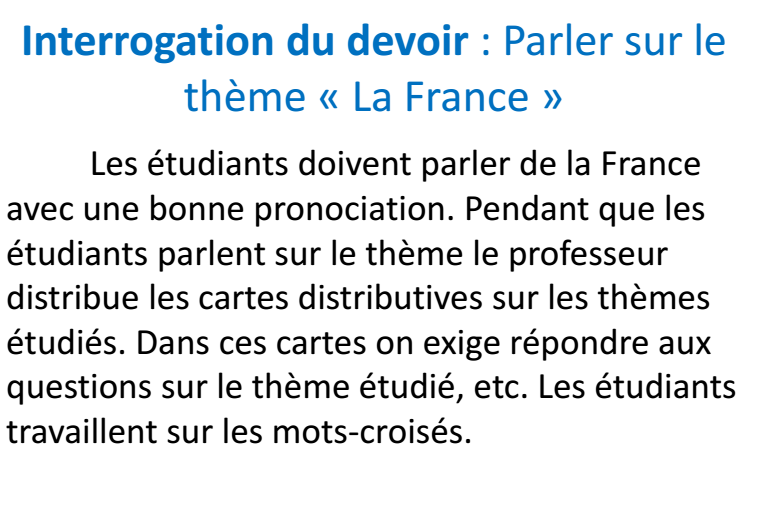 Interrogation du devoir : Parler sur le
thème « La France »
Les étudiants doivent parler de la France
avec une bonne pronociation. Pendant que les
étudiants parlent sur le thème le professeur
distribue les cartes distributives sur les thèmes
étudiés. Dans ces cartes on exige répondre aux
questions sur le thème étudié, etc. Les étudiants
travaillent sur les mots-croisés.